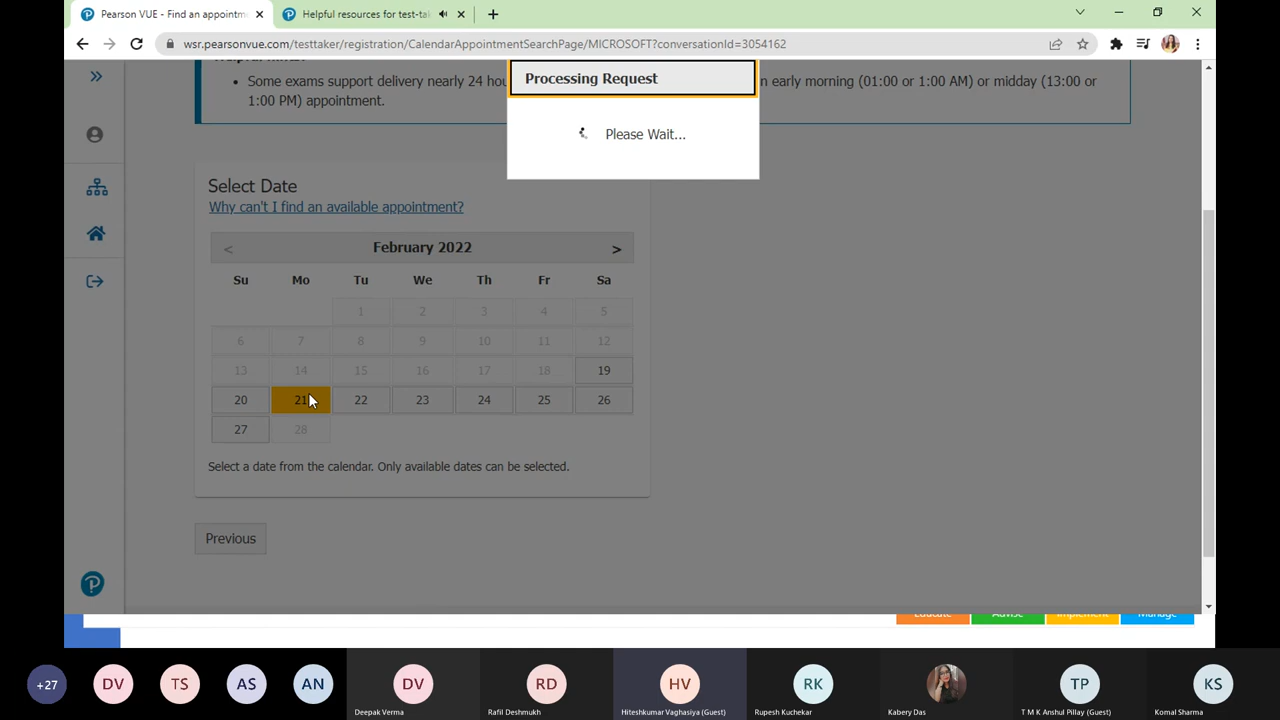 Pearson VUE - Find an appointme
Helpful resources for test-tak
wsr.pearsonvue.com/testtaker/registration/CalendarAppointmentSearchPage/MICROSOFT?conversationId=3054162
Processing Request
Some exams support delivery nearly 24 hou
n early morning (01:00 or 1:00 AM) or midday (13:00 or
1:00 PM) appointment.
Please Wait...
Select Date
Why can't I find an available appointment?
< February 2022 >
Su Mo Tu We Th Fr Sa
1 2 3 4 5
6 7 8 9 10 11 12
13 14 15 16 17 18 19
20 21 22 23 24 25 26
27 28
Select a date from the calendar. Only available dates can be selected.
Previous
Educate Advise Implement Manage
+27 DV TS AS AN DV RD HV RK TP KS
Deepak Verma Rafil Deshmukh Hiteshkumar Vaghasiya (Guest) Rupesh Kuchekar Kabery Das T M K Anshul Pillay (Guest) Komal Sharma